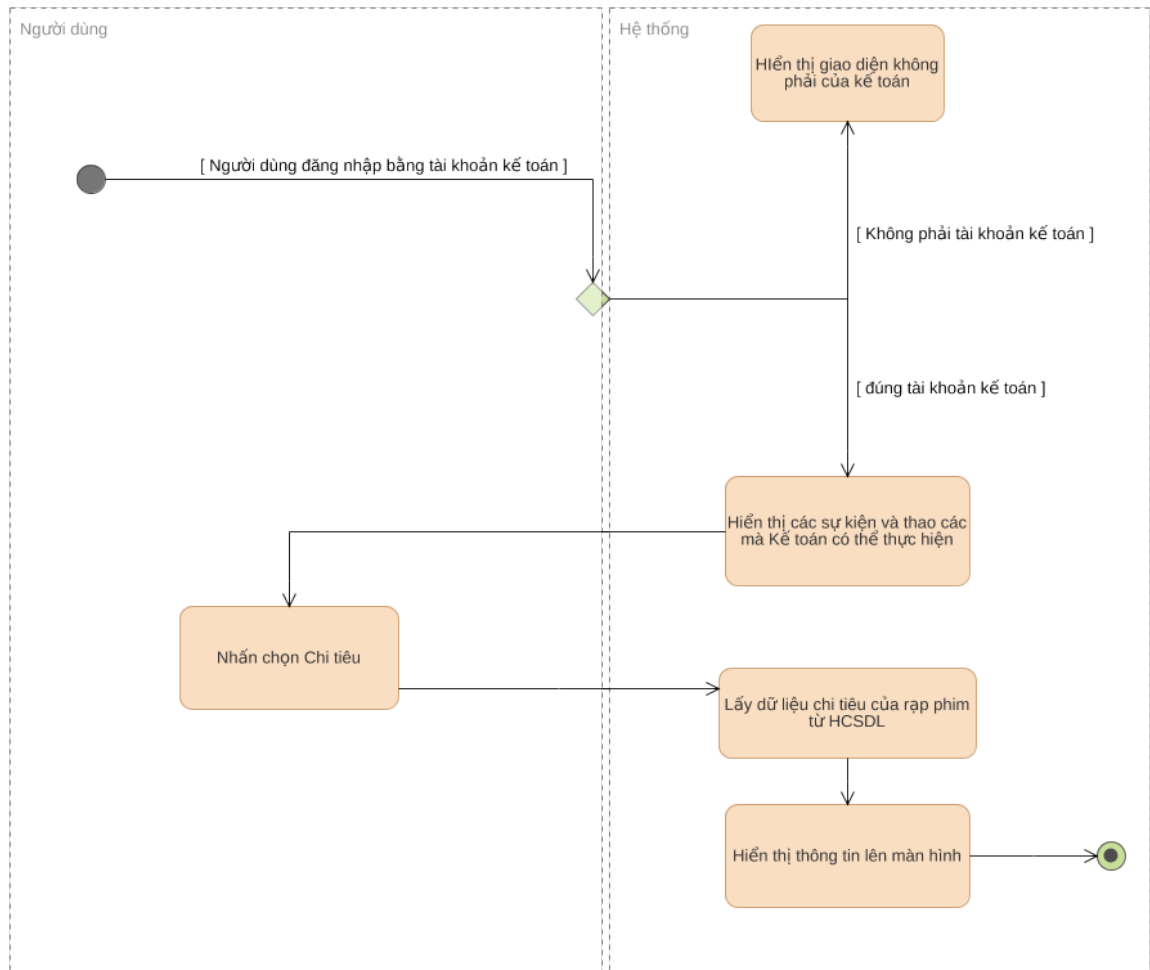 Người dùng
Hệ thống
HIển thị giao diện không
phải của kế toán
[ Người dùng đăng nhập bằng tài khoản kế toán ]
[ Không phải tài khoản kế toán ]
[ đúng tài khoản kế toán ]
Hiển thị các sự kiện và thao các
mà Kế toán có thể thực hiện
Nhấn chọn Chi tiêu
Lấy dữ liệu chi tiêu của rạp phim
từ HCSDL
Hiển thị thông tin lên màn hình